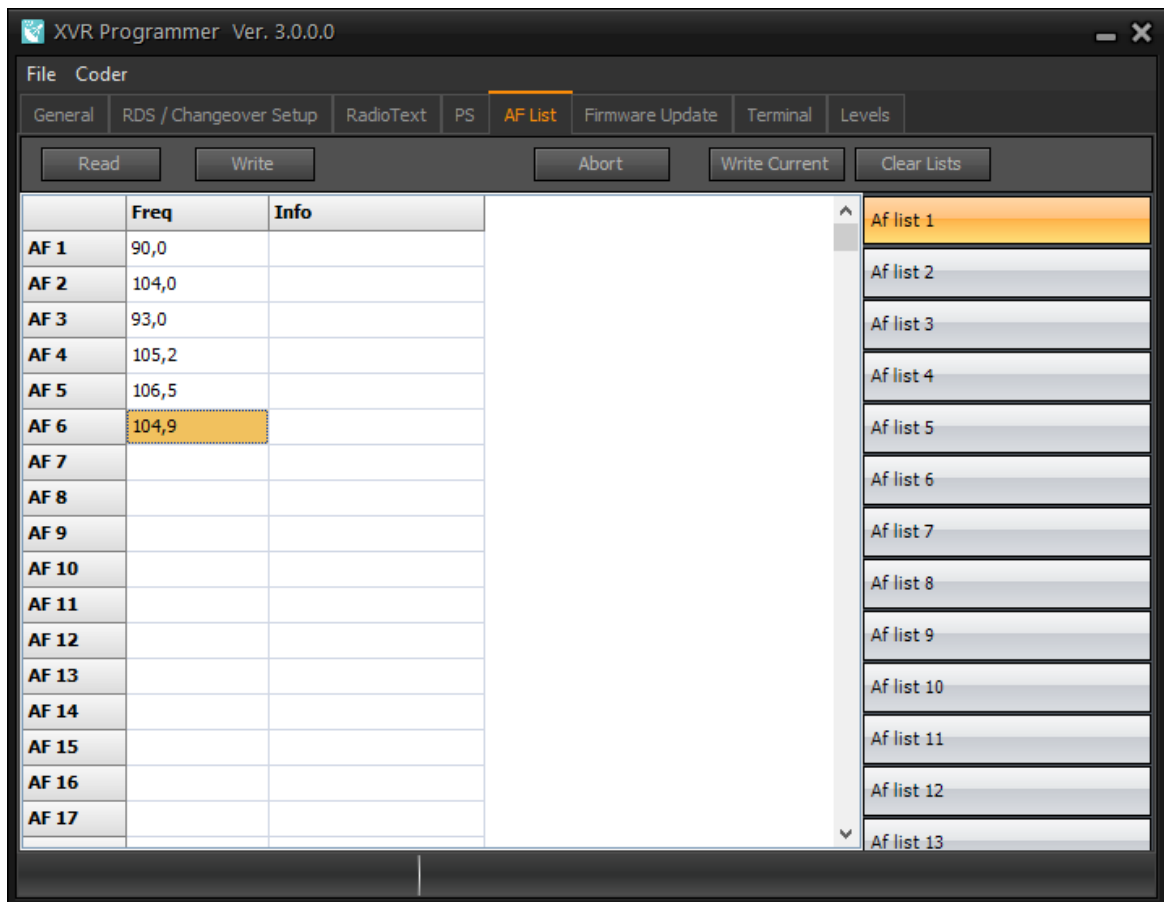 XVR Programmer Ver. 3.0.0.0
File Coder
General RDS / Changeover Setup RadioText PS AF List Firmware Update Terminal Levels
Read Write Abort Write Current Clear Lists
Freq Info
AF 1 90,0
AF 2 104,0
AF 3 93,0
AF 4 105,2
AF 5 106,5
AF 6 104,9
AF 7
AF 8
AF 9
AF 10
AF 11
AF 12
AF 13
AF 14
AF 15
AF 16
AF 17
Af list 1
Af list 2
Af list 3
Af list 4
Af list 5
Af list 6
Af list 7
Af list 8
Af list 9
Af list 10
Af list 11
Af list 12
Af list 13